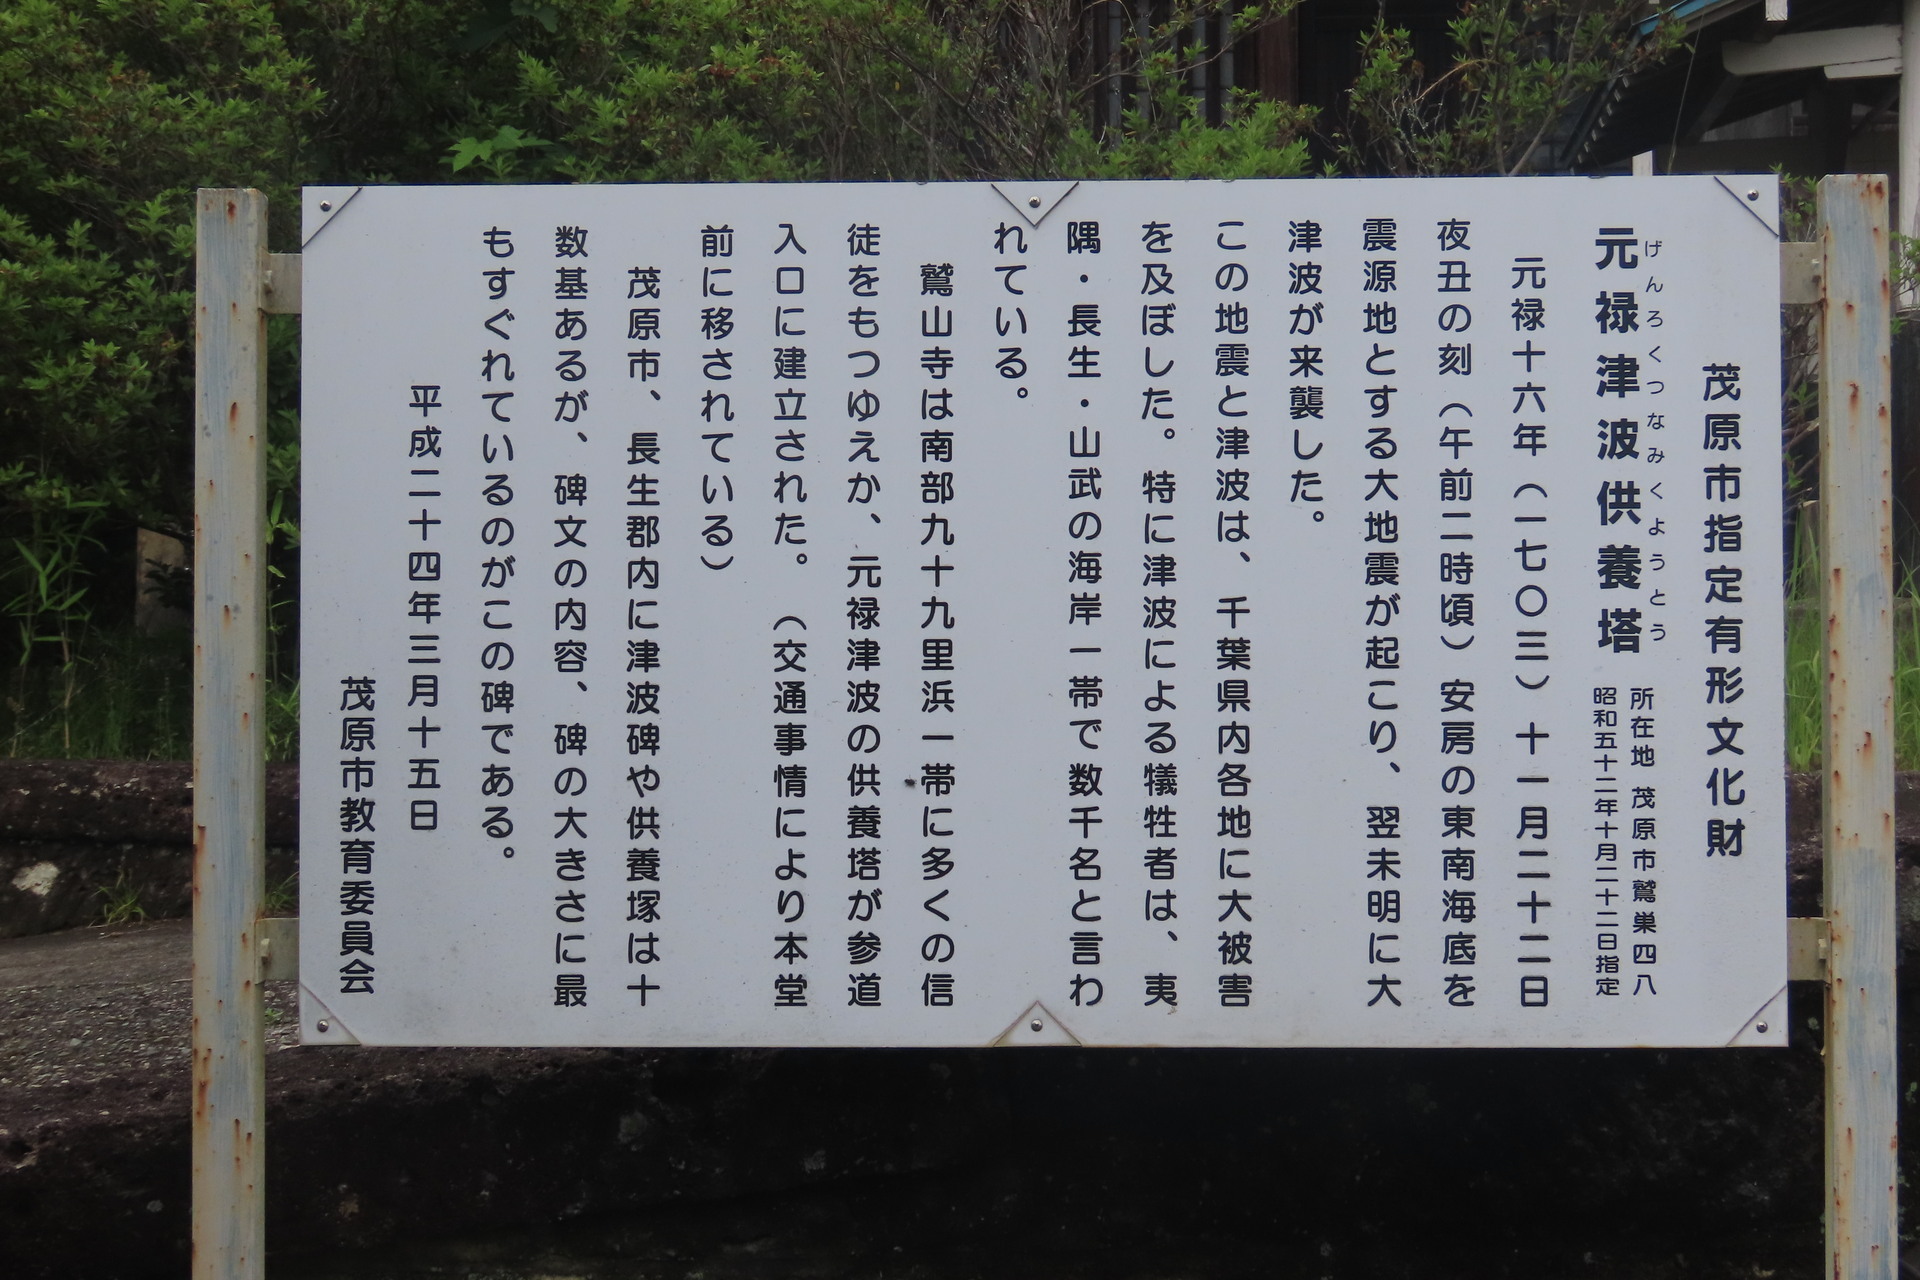 茂原市指定有形文化財
元禄津波供養塔
げんろくつなみくようとう
所在地 茂原市鷲巣四八
昭和五十二年十月二十二日指定
元禄十六年（一七〇三）十一月二十二日
夜丑の刻（午前二時頃）安房の東南海底を
震源地とする大地震が起こり、翌未明に大
津波が来襲した。
この地震と津波は、千葉県内各地に大被害
を及ぼした。特に津波による犠牲者は、夷
隅・長生・山武の海岸一帯で数千名と言わ
れている。
鷲山寺は南部九十九里浜一帯に多くの信
徒をもつゆえか、元禄津波の供養塔が参道
入口に建立された。（交通事情により本堂
前に移されている）
茂原市、長生郡内に津波碑や供養塚は十
数基あるが、碑文の内容、碑の大きさに最
もすぐれているのがこの碑である。
平成二十四年三月十五日
茂原市教育委員会